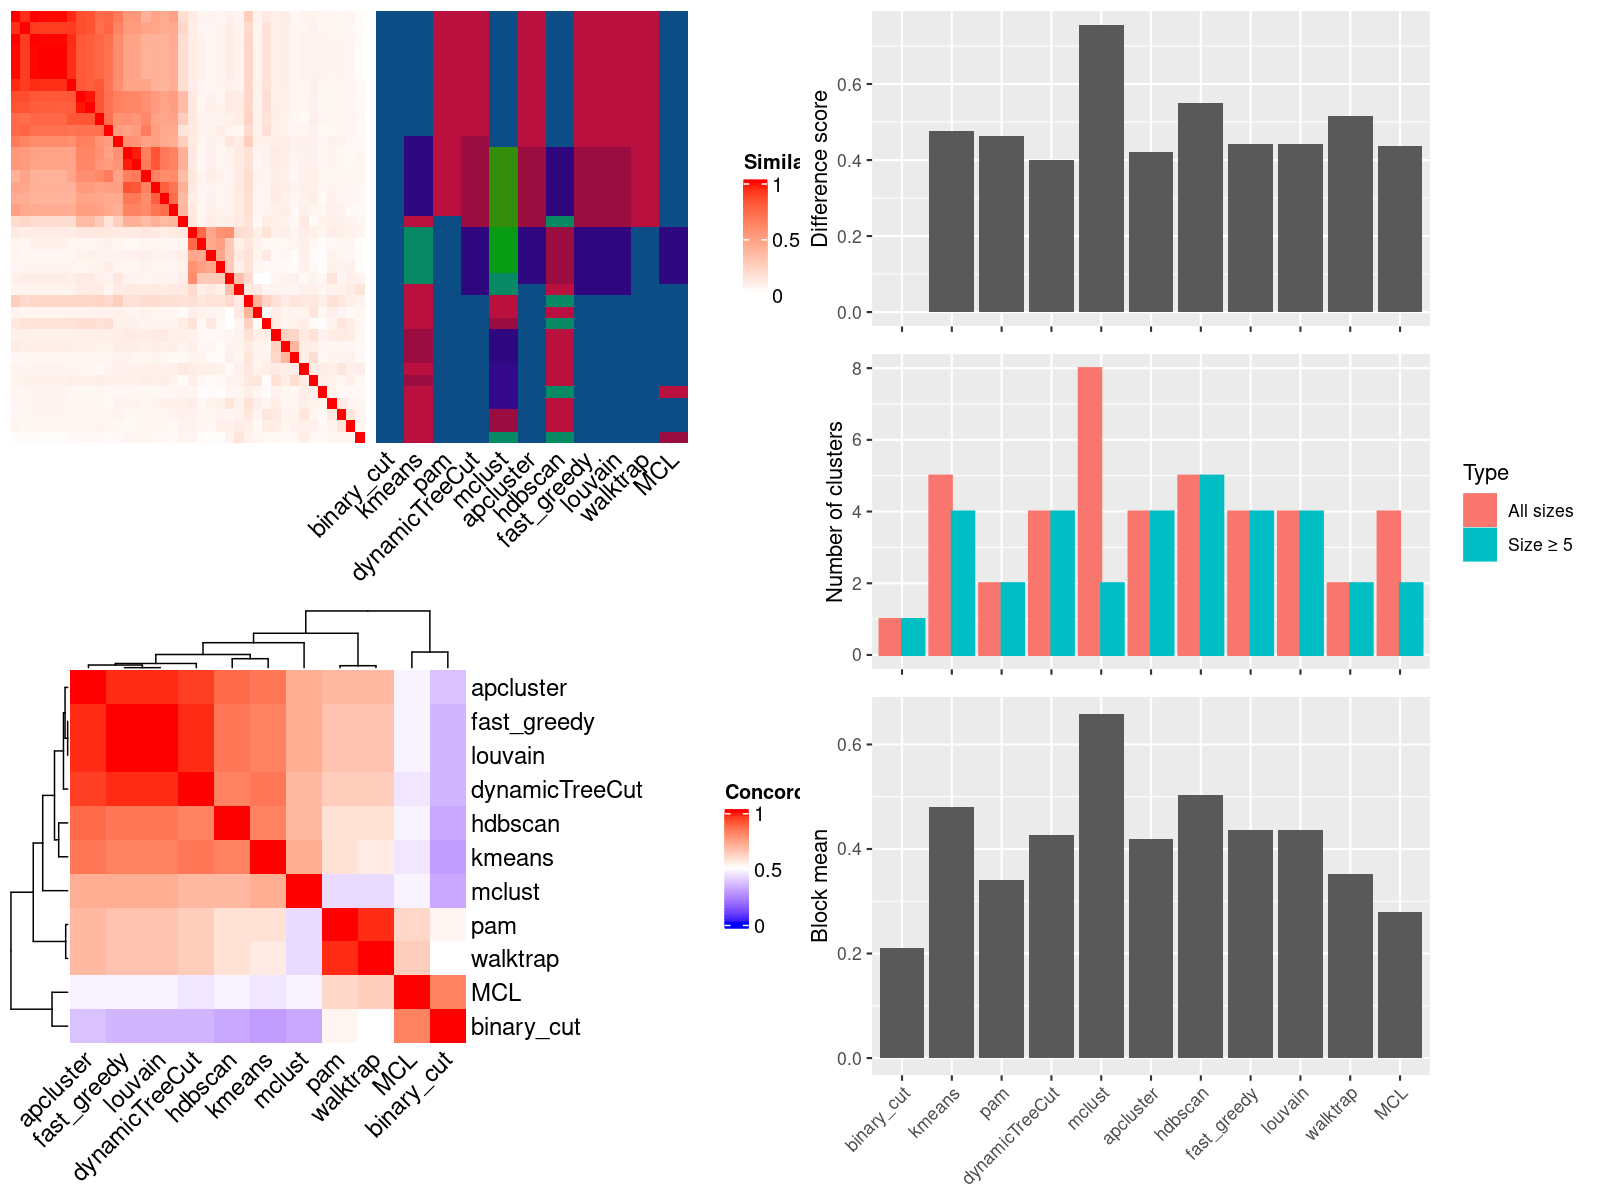 Simila
1
0.5
0
binary_cut
kmeans
pam
dynamicTreeCut
mclust
apcluster
hdbscan
fast_greedy
louvain
walktrap
MCL
apcluster
fast_greedy
louvain
dynamicTreeCut
hdbscan
kmeans
mclust
pam
walktrap
MCL
binary_cut
apcluster
fast_greedy
louvain
dynamicTreeCut
hdbscan
kmeans
mclust
pam
walktrap
MCL
binary_cut
Concord
1
0.5
0
Difference score
0.6
0.4
0.2
0.0
Number of clusters
8
6
4
2
0
Type
All sizes
Size ≥ 5
Block mean
0.6
0.4
0.2
0.0
binary_cut
kmeans
pam
dynamicTreeCut
mclust
apcluster
hdbscan
fast_greedy
louvain
walktrap
MCL